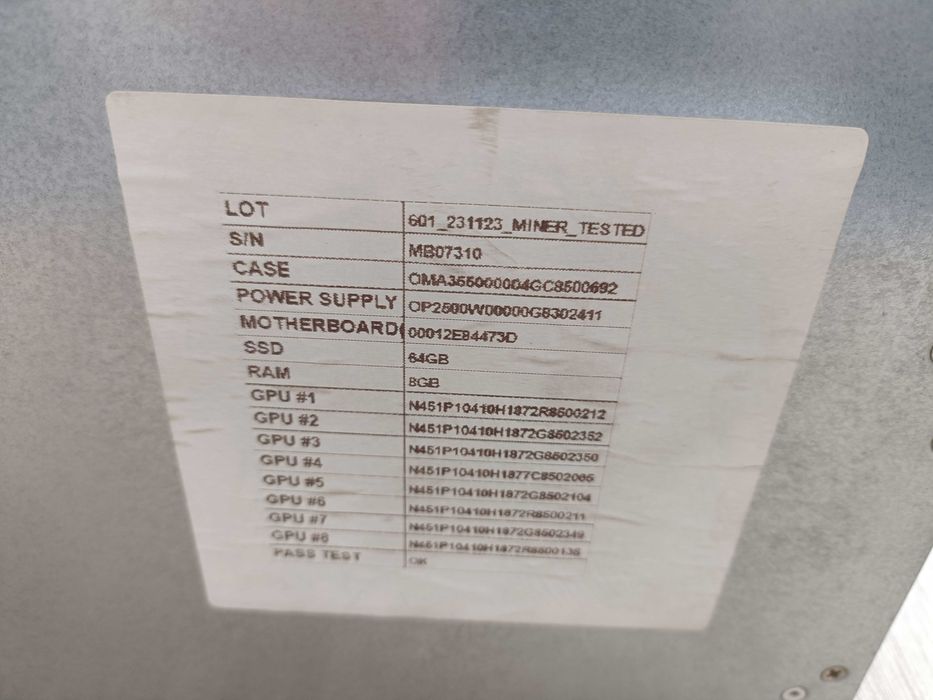 LOT 601_231123_MINER_TESTED
S/N MB07310
CASE OMA355000004GC8500692
POWER SUPPLY OP2500W00000G8302411
MOTHERBOARD( 00012E84473D
SSD 64GB
RAM 8GB
GPU #1 N451P10410H1872R8500212
GPU #2 N451P10410H1872G8502352
GPU #3 N451P10410H1872G8502350
GPU #4 N451P10410H1877C8502065
GPU #5 N451P10410H1872G8502104
GPU #6 N451P10410H1872R8500211
GPU #7 N451P10410H1872G8502349
GPU #8 N451P10410H1872R8500135
PASS TEST OK